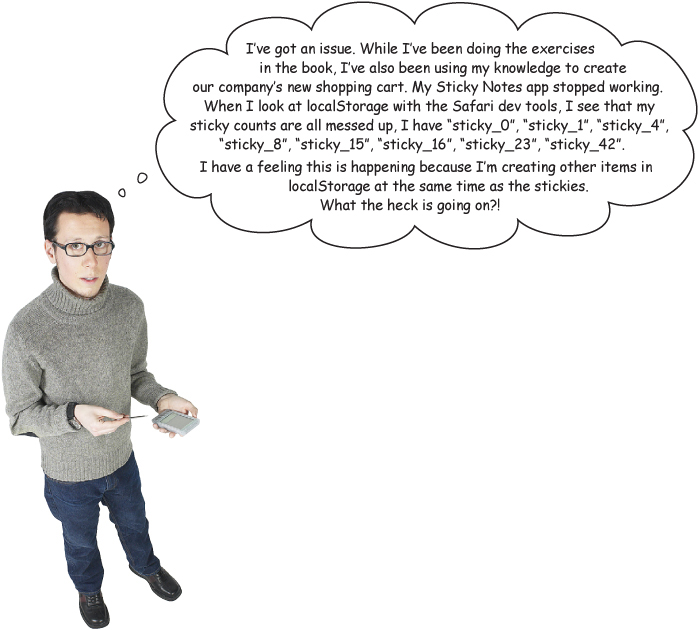 I've got an issue. While I've been doing the exercises
in the book, I've also been using my knowledge to create
our company's new shopping cart. My Sticky Notes app stopped working.
When I look at localStorage with the Safari dev tools, I see that my
sticky counts are all messed up, I have “sticky_0”, “sticky_1”, “sticky_4”,
“sticky_8”, “sticky_15”, “sticky_16”, “sticky_23”, “sticky_42”.
I have a feeling this is happening because I'm creating other items in
localStorage at the same time as the stickies.
What the heck is going on?!